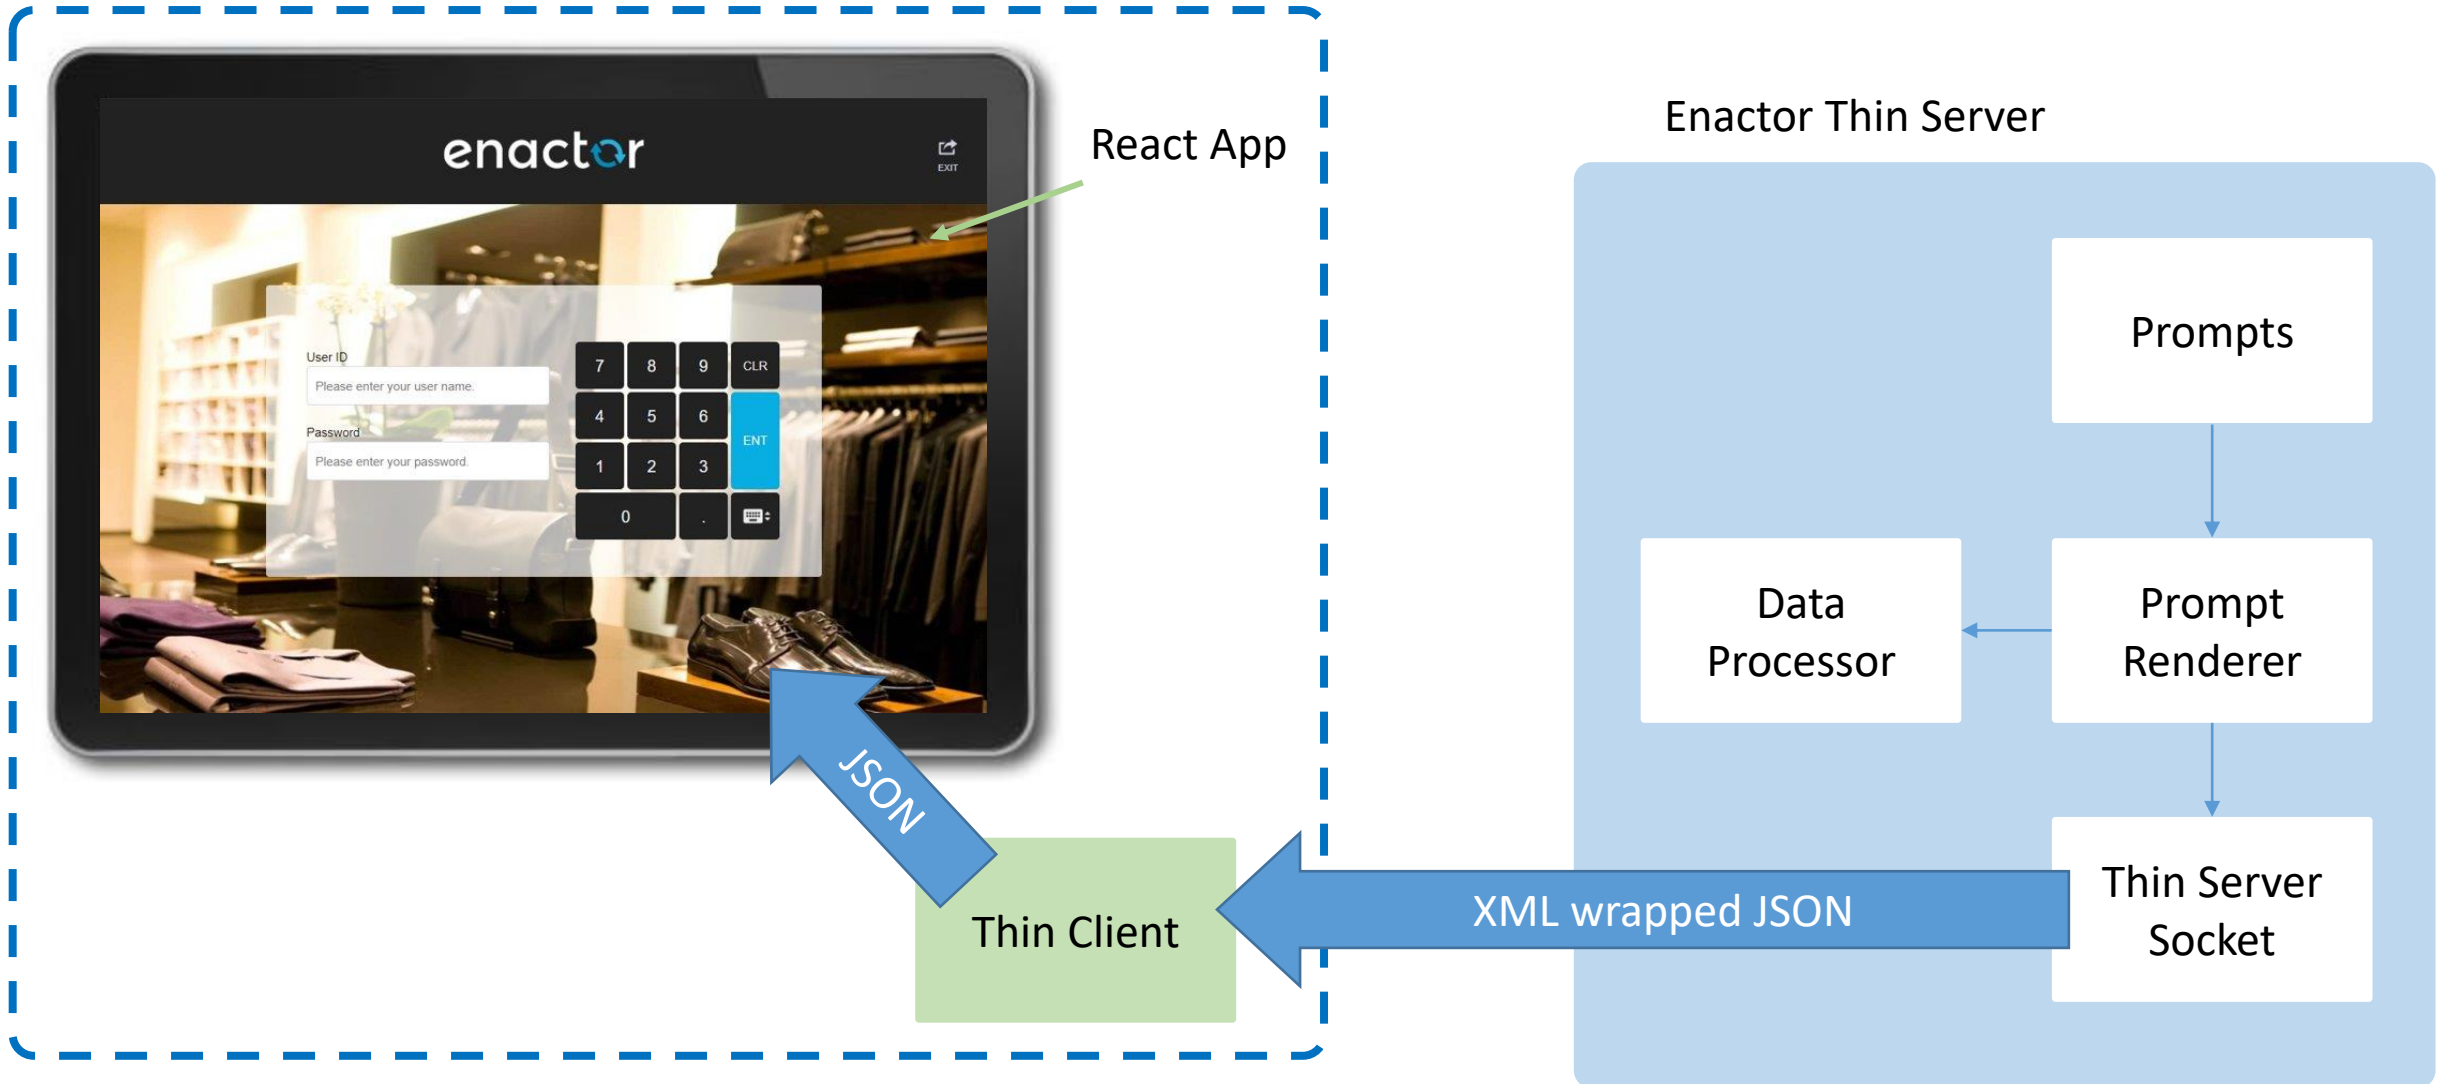 enactor
EXIT
User ID
Please enter your user name.
Password
Please enter your password.
7 8 9 CLR
4 5 6 ENT
1 2 3
0 .
React App
JSON
Thin Client
XML wrapped JSON
Enactor Thin Server
Prompts
Data
Processor
Prompt
Renderer
Thin Server
Socket